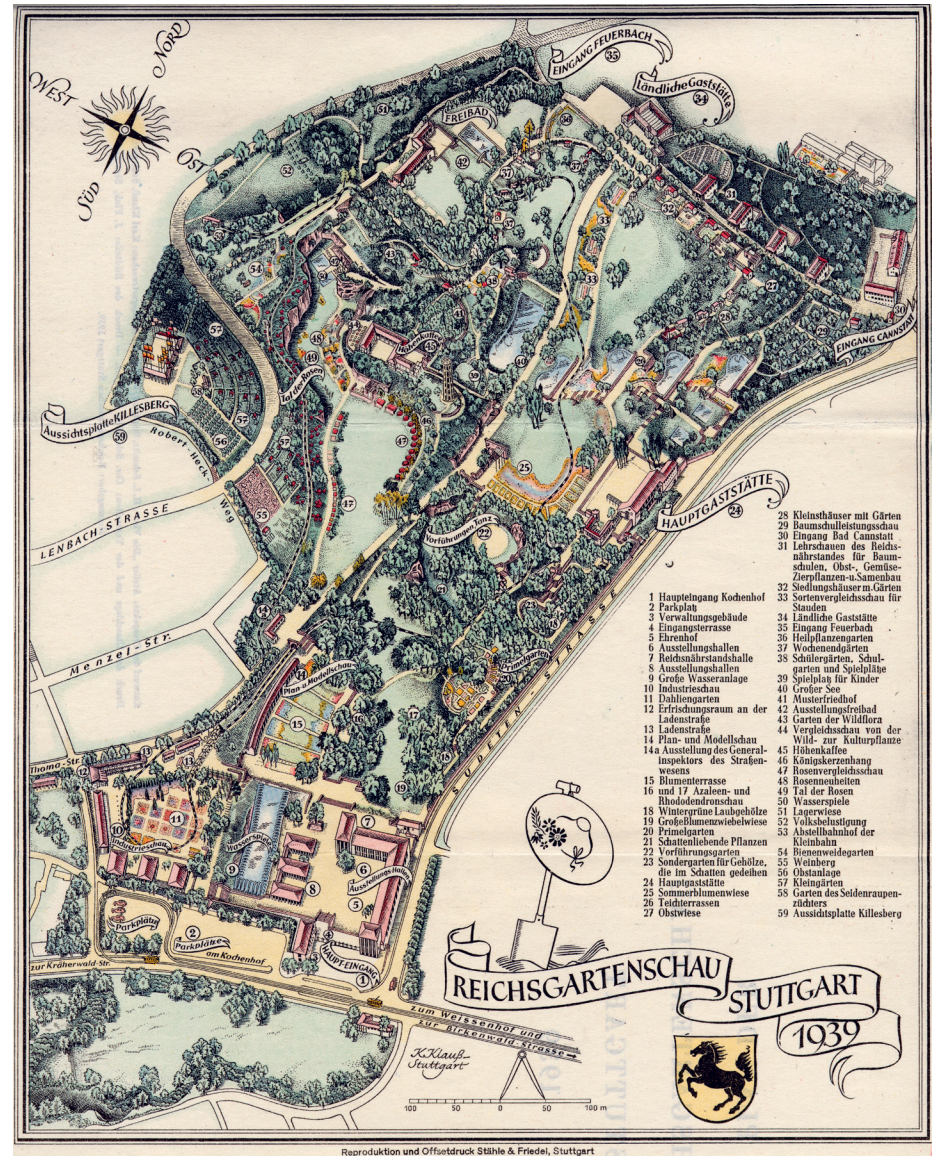 NORD
WEST
OST
SÜD
EINGANG FEUERBACH
35
Ländliche Gaststätte
34
FREIBAD
EINGANG CANNSTATT
Tal der Rosen
Höhenkaffee
Aussichtsplatte KILLESBERG
59
Robert-Heck-
Weg
LENBACH-STRASSE
Menzel-Str.
Vorführungen, Tanz
22
HAUPTGASTSTÄTTE
24
Primelgarten
20
SUDETEN-STRASSE
Plan- u. Modellschau
Thoma-Str.
Industrieschau
Wasserspiele
Ausstellungs Hallen
Parkplätze
Parkplätze
am Kochenhof
HAUPT-EINGANG
1
zur Kräherwald-Str.
zum Weissenhof und
zur Birkenwald-Strasse
1 Haupteingang Kochenhof
2 Parkplatz
3 Verwaltungsgebäude
4 Eingangsterrasse
5 Ehrenhof
6 Ausstellungshallen
7 Reichsnährstandshalle
8 Ausstellungshallen
9 Große Wasseranlage
10 Industrieschau
11 Dahliengarten
12 Erfrischungsraum an der
Ladenstraße
13 Ladenstraße
14 Plan- und Modellschau
14a Ausstellung des General-
inspektors des Straßen-
wesens
15 Blumenterrasse
16 und 17 Azaleen- und
Rhododendronschau
18 Wintergrüne Laubgehölze
19 Große Blumenzwiebelwiese
20 Primelgarten
21 Schattenliebende Pflanzen
22 Vorführungsgarten
23 Sondergarten für Gehölze,
die im Schatten gedeihen
24 Hauptgaststätte
25 Sommerblumenwiese
26 Teichterrassen
27 Obstwiese
28 Kleinsthäuser mit Gärten
29 Baumschulleistungsschau
30 Eingang Bad Cannstatt
31 Lehrschauen des Reichs-
nährstandes für Baum-
schulen, Obst-, Gemüse-
Zierpflanzen-u.Samenbau
32 Siedlungshäuser m.Gärten
33 Sortenvergleichsschau für
Stauden
34 Ländliche Gaststätte
35 Eingang Feuerbach
36 Heilpflanzengarten
37 Wochenendgärten
38 Schülergärten, Schul-
garten und Spielplätze
39 Spielplatz für Kinder
40 Großer See
41 Musterfriedhof
42 Ausstellungsfreibad
43 Garten der Wildflora
44 Vergleichsschau von der
Wild- zur Kulturpflanze
45 Höhenkaffee
46 Königskerzenhang
47 Rosenvergleichsschau
48 Rosenneuheiten
49 Tal der Rosen
50 Wasserspiele
51 Lagerwiese
52 Volksbelustigung
53 Abstellbahnhof der
Kleinbahn
54 Bienenweidegarten
55 Weinberg
56 Obstanlage
57 Kleingärten
58 Garten des Seidenraupen-
züchters
59 Aussichtsplatte Killesberg
REICHSGARTENSCHAU
STUTTGART
1939
K. Klauß-
Stuttgart
100 50 0 50 100 m
Reproduktion und Offsetdruck Stähle & Friedel, Stuttgart